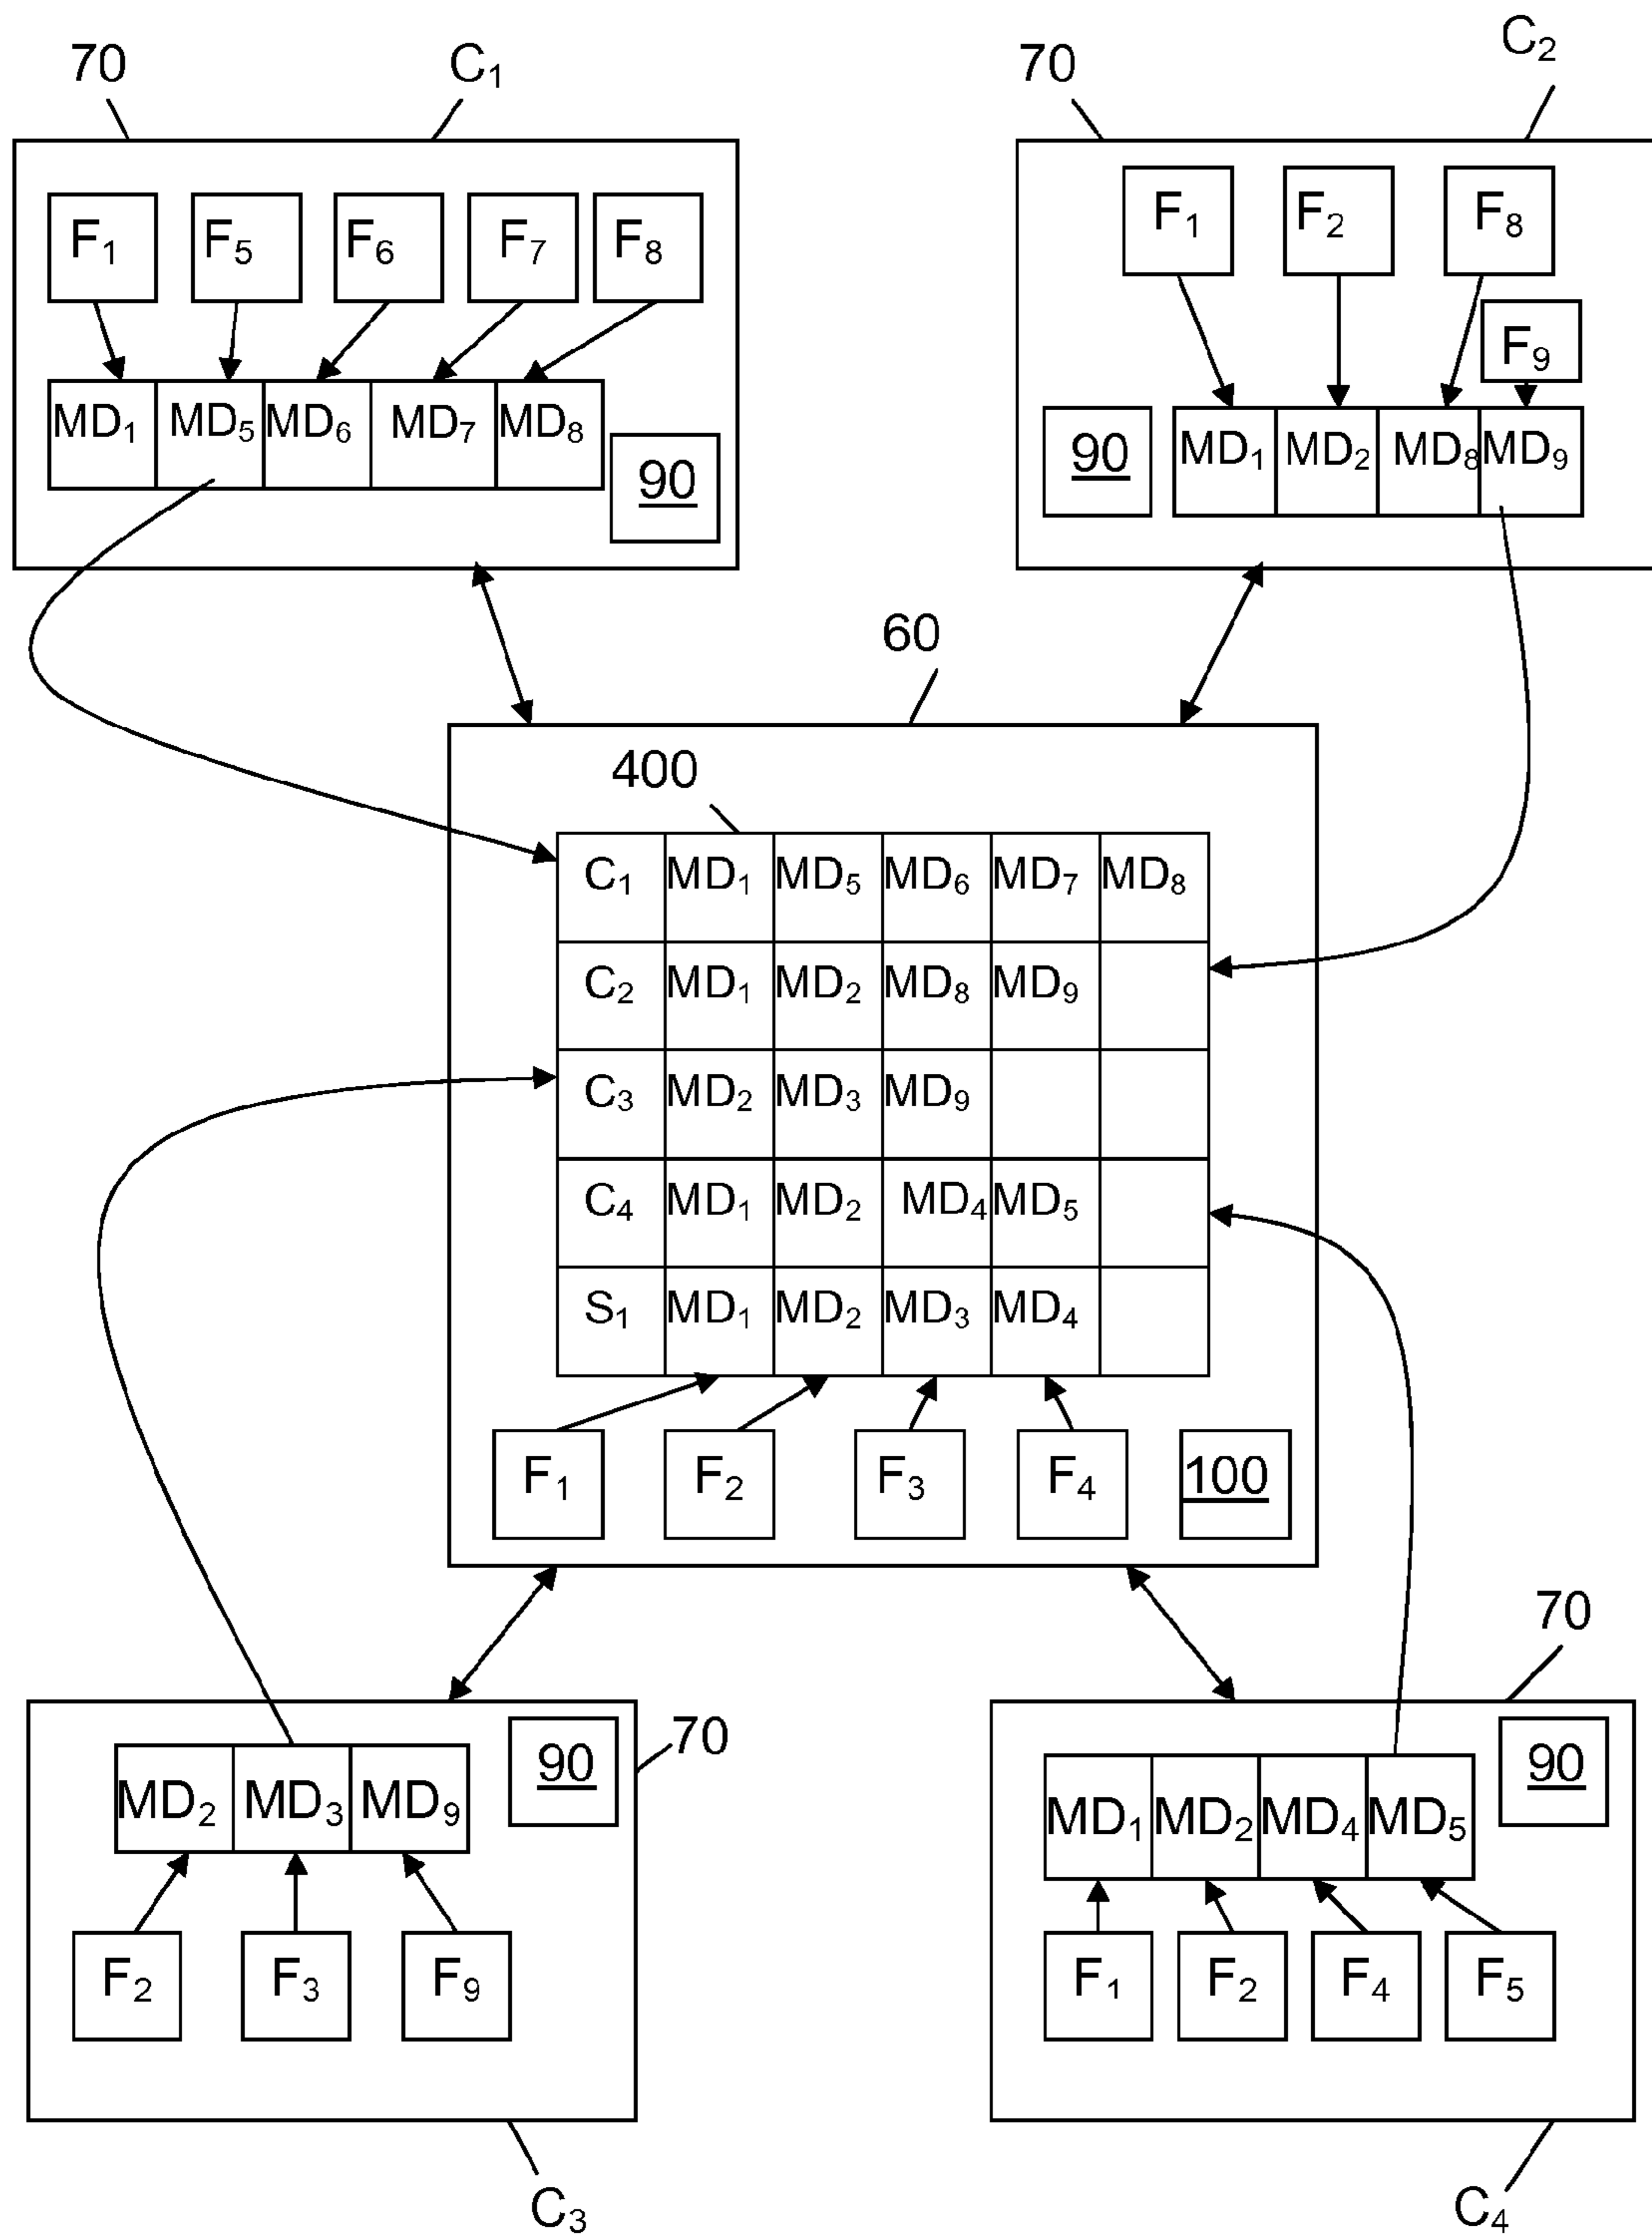 70 C₁ 70 C₂
F₁ F₅ F₆ F₇ F₈
F₁ F₂ F₈
F₉
MD₁ MD₅ MD₆ MD₇ MD₈
90
90
MD₁ MD₂ MD₈ MD₉
60
400
C₁ MD₁ MD₅ MD₆ MD₇ MD₈
C₂ MD₁ MD₂ MD₈ MD₉
C₃ MD₂ MD₃ MD₉
C₄ MD₁ MD₂ MD₄ MD₅
S₁ MD₁ MD₂ MD₃ MD₄
F₁ F₂ F₃ F₄ 100
70
90
70
MD₂ MD₃ MD₉
F₂ F₃ F₉
90
MD₁ MD₂ MD₄ MD₅
F₁ F₂ F₄ F₅
C₃ C₄